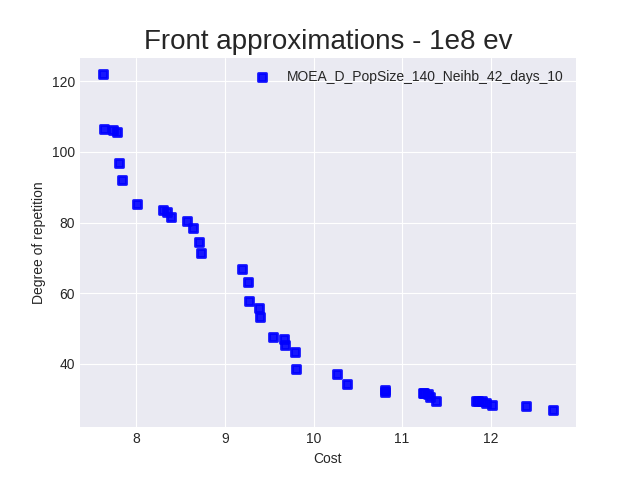 Front approximations - 1e8 ev
MOEA_D_PopSize_140_Neihb_42_days_10
120
100
80
60
40
Degree of repetition
8 9 10 11 12
Cost